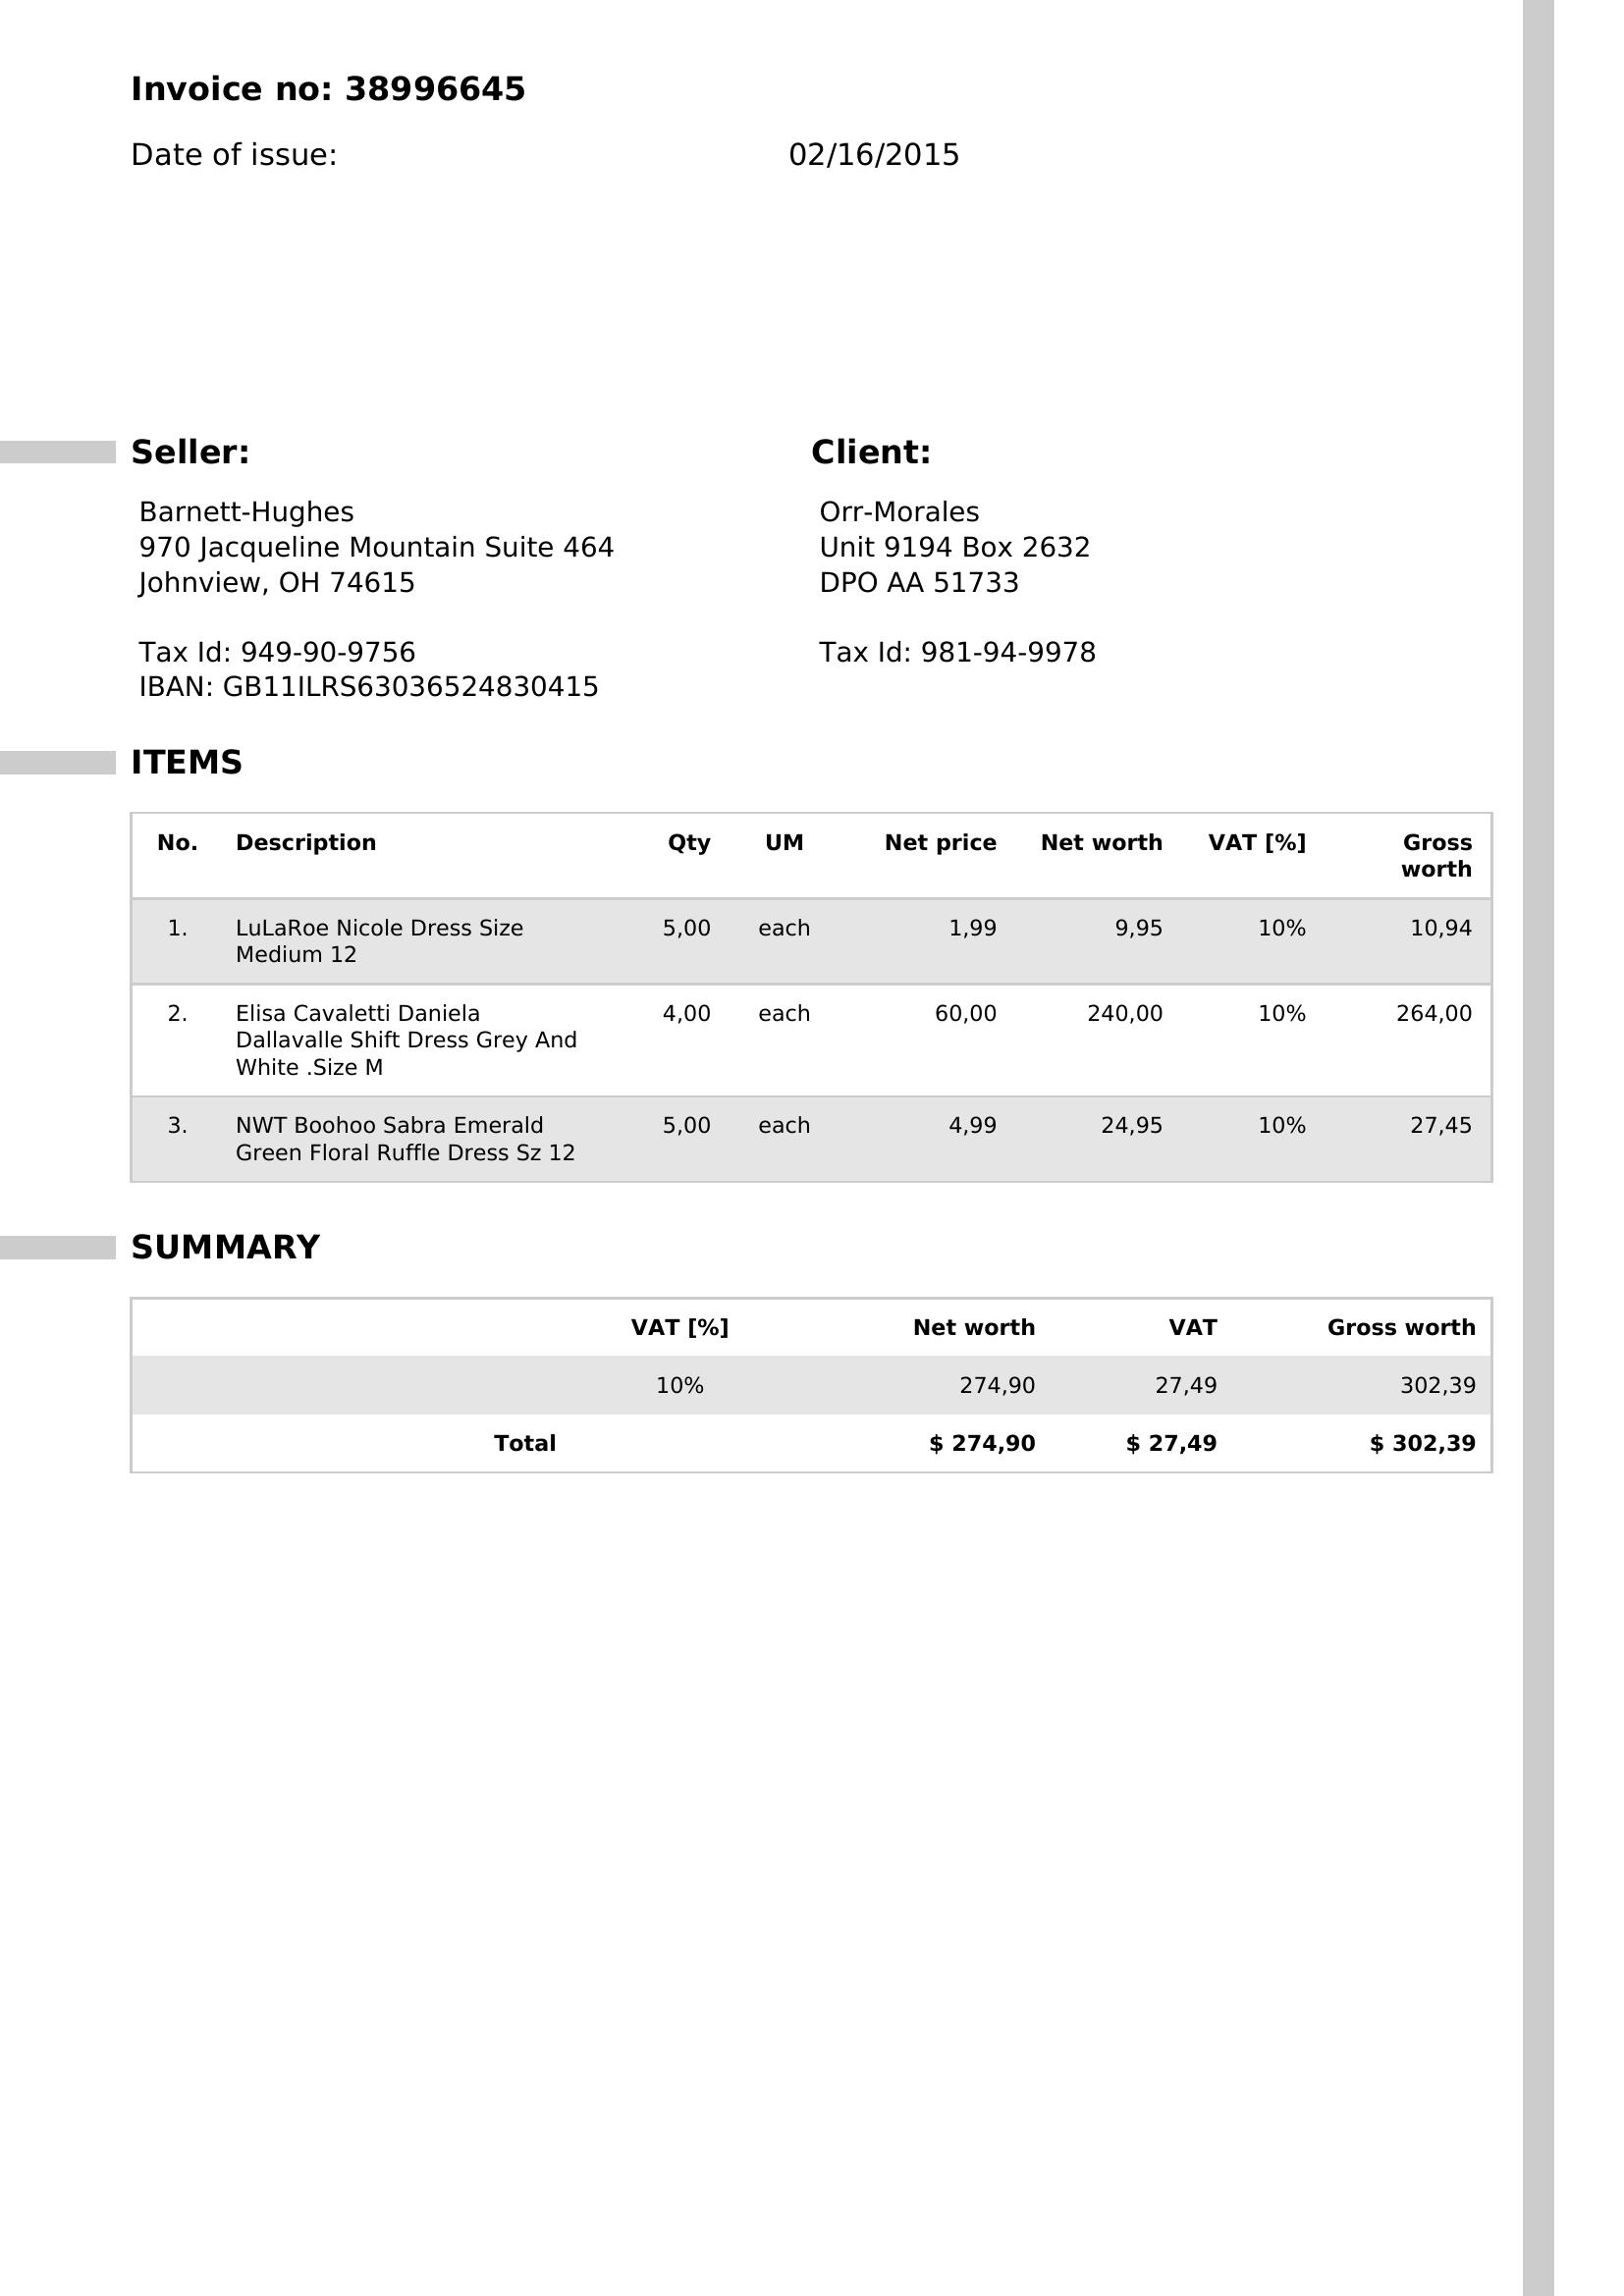 Invoice no: 38996645
Date of issue: 02/16/2015
Seller:
Barnett-Hughes
970 Jacqueline Mountain Suite 464
Johnview, OH 74615
Tax Id: 949-90-9756
IBAN: GB11ILRS63036524830415
Client:
Orr-Morales
Unit 9194 Box 2632
DPO AA 51733
Tax Id: 981-94-9978
ITEMS
No. Description Qty UM Net price Net worth VAT [%] Gross
worth
1. LuLaRoe Nicole Dress Size 5,00 each 1,99 9,95 10% 10,94
Medium 12
2. Elisa Cavaletti Daniela 4,00 each 60,00 240,00 10% 264,00
Dallavalle Shift Dress Grey And
White .Size M
3. NWT Boohoo Sabra Emerald 5,00 each 4,99 24,95 10% 27,45
Green Floral Ruffle Dress Sz 12
SUMMARY
VAT [%] Net worth VAT Gross worth
10% 274,90 27,49 302,39
Total $ 274,90 $ 27,49 $ 302,39